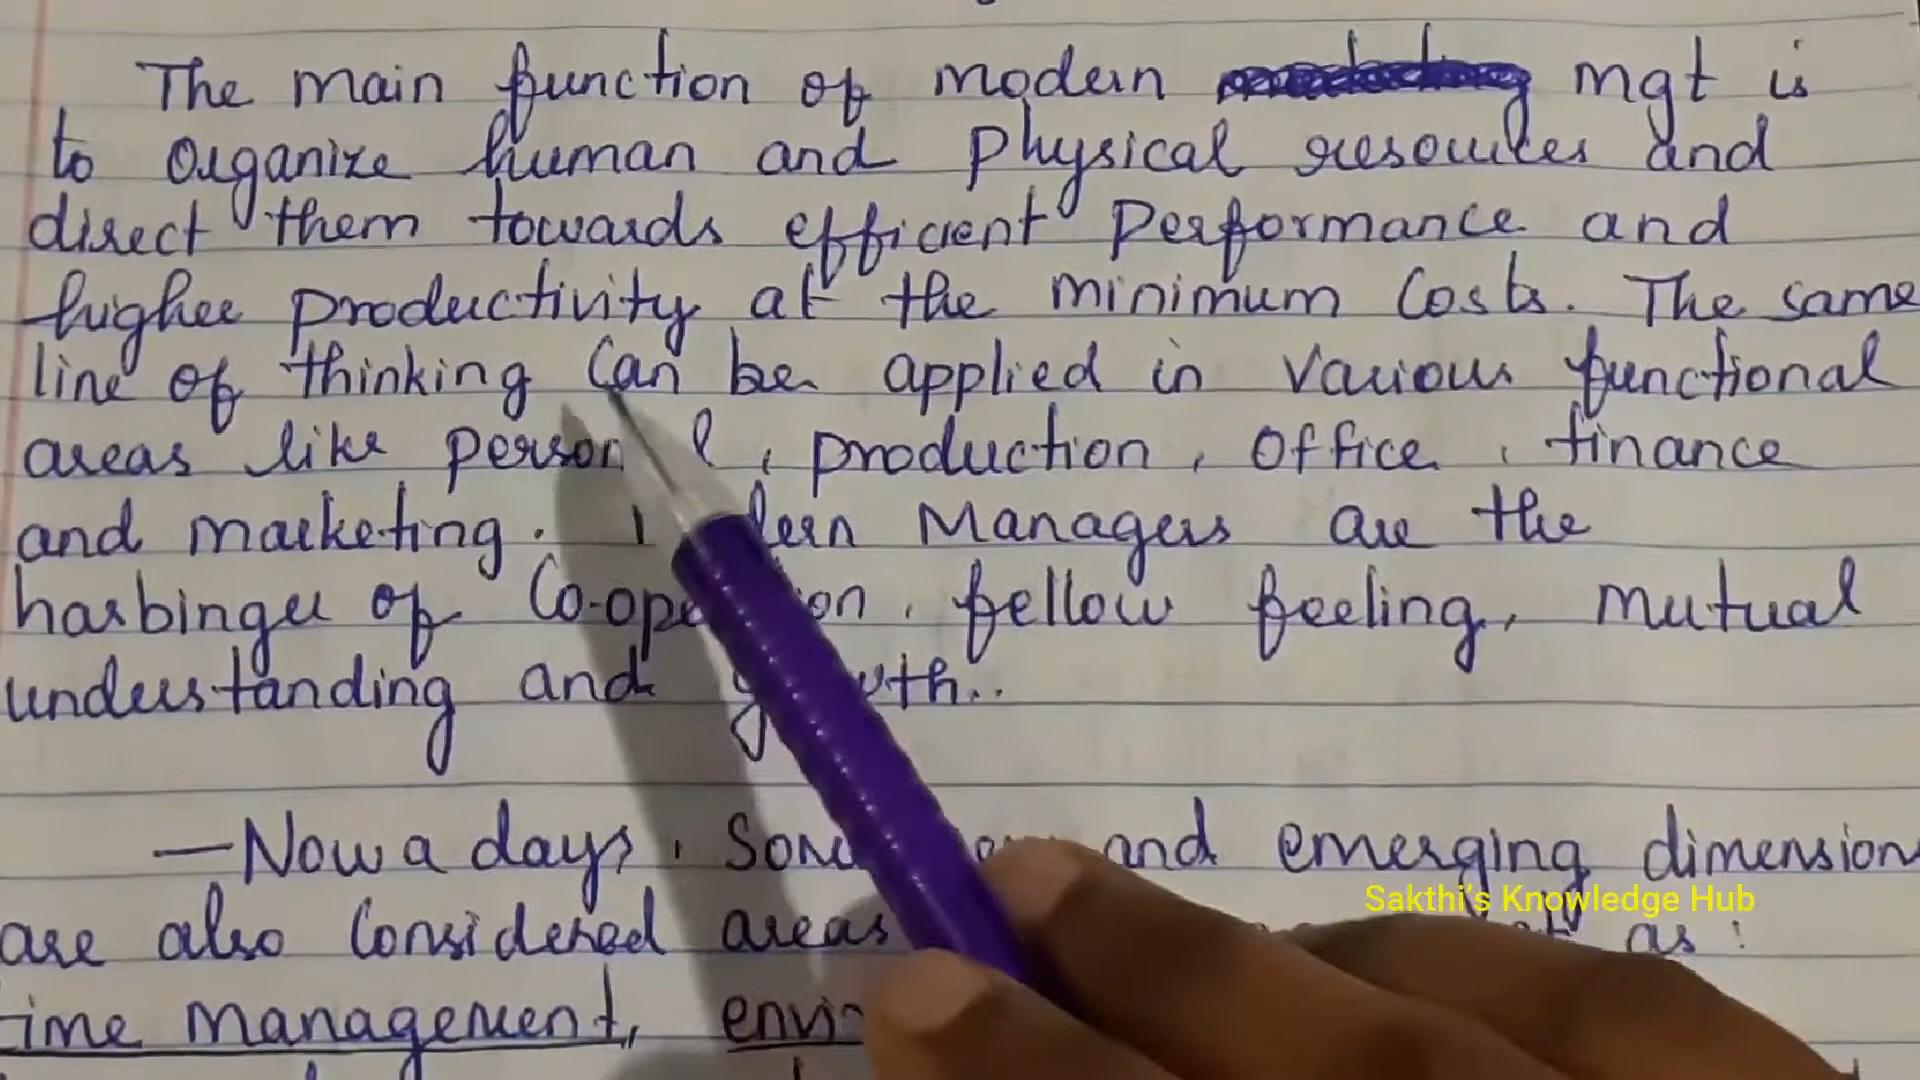 The main function of modern mgt is
to organize human and physical resources and
direct them towards efficient performance and
higher productivity at the minimum costs. The same
line of thinking can be applied in various functional
areas like , production, office, finance
and marketing. Managers are the
harbinger of fellow feeling, mutual
understanding and
— Now a days, and emerging dimensions
Sakthi's Knowledge Hub
are also considered areas as:
time management,